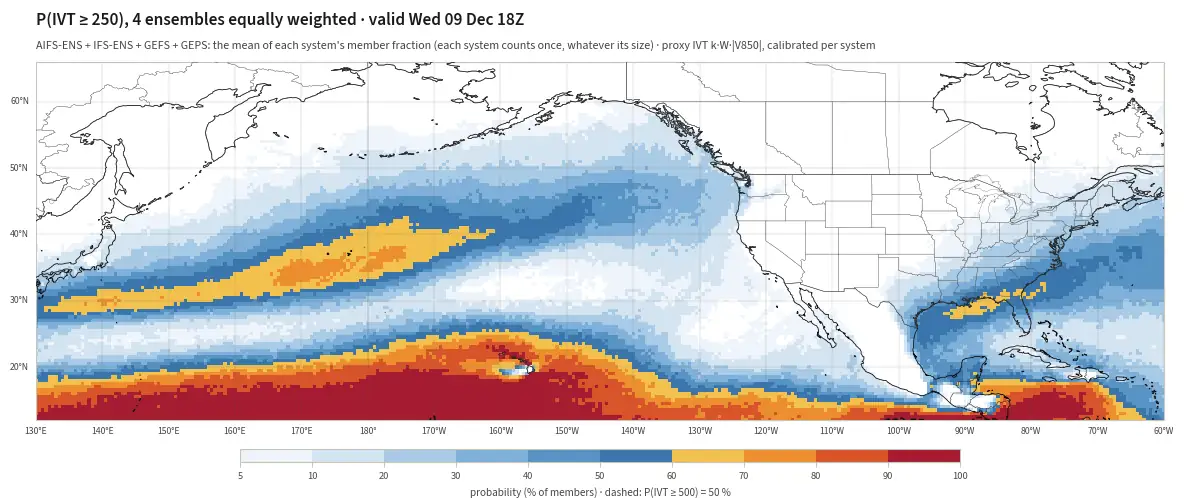 P(IVT ≥ 250), 4 ensembles equally weighted · valid Wed 09 Dec 18Z
AIFS-ENS + IFS-ENS + GEFS + GEPS: the mean of each system's member fraction (each system counts once, whatever its size) · proxy IVT k·W·|V850|, calibrated per system
60°N
50°N
40°N
30°N
20°N
130°E 140°E 150°E 160°E 170°E 180° 170°W 160°W 150°W 140°W 130°W 120°W 110°W 100°W 90°W 80°W 70°W 60°W
5 10 20 30 40 50 60 70 80 90 100
probability (% of members) · dashed: P(IVT ≥ 500) = 50 %